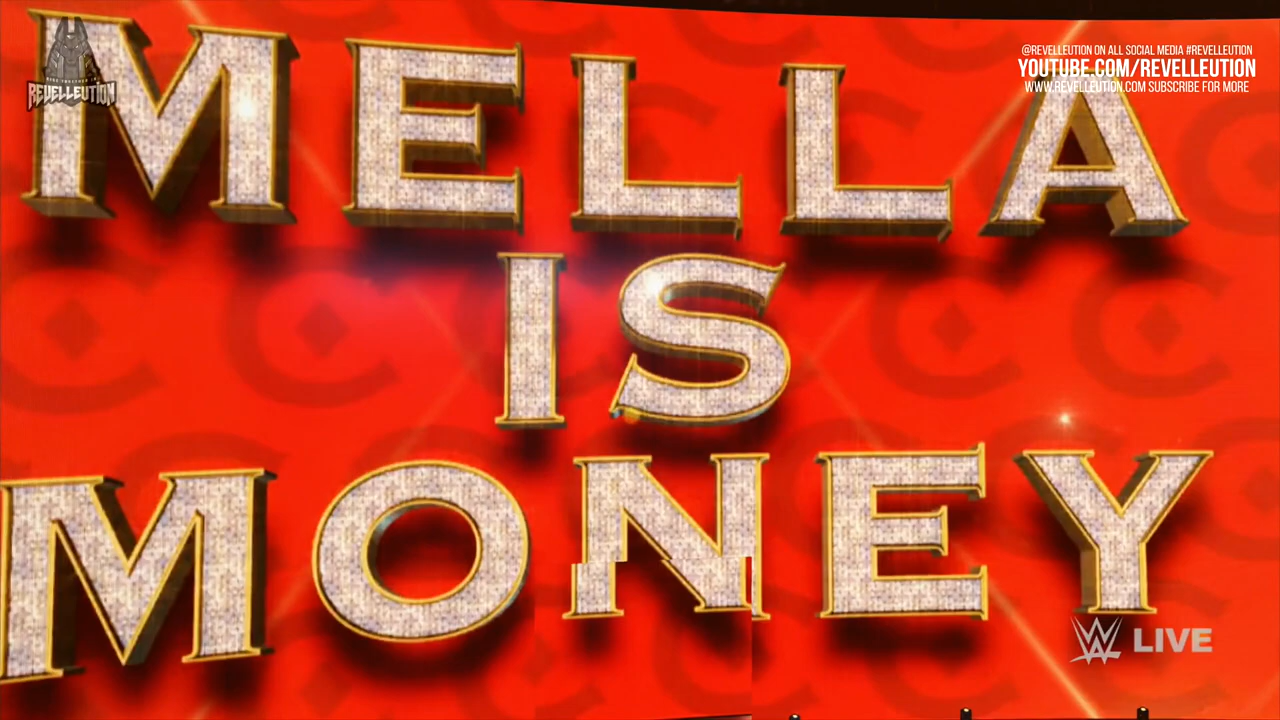 REVELLEUTION
@REVELLEUTION ON ALL SOCIAL MEDIA #REVELLEUTION
YOUTUBE.COM/REVELLEUTION
WWW.REVELLEUTION.COM SUBSCRIBE FOR MORE
MELLA
IS
MONEY
W LIVE